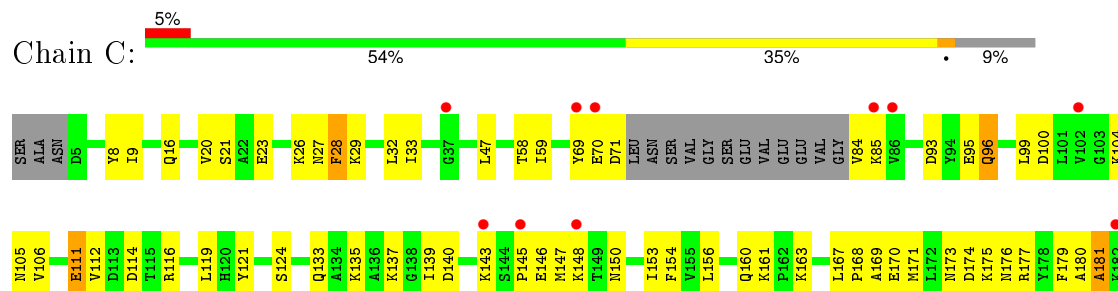 5%
Chain C:
54% 35% • 9%
SER ALA ASN D5 Y8 I9 Q16 V20 S21 A22 E23 K26 N27 F28 K29 L32 I33 G37 L47 T58 I59 Y69 E70 D71 LEU ASN SER VAL GLY SER GLU VAL GLU GLU VAL GLY V84 K85 V86 D93 Y94 E95 Q96 L99 D100 L101 V102 G103 K104
N105 V106 E111 V112 D113 D114 T115 R116 L119 H120 Y121 S124 Q133 A134 K135 A136 K137 G138 I139 D140 K143 S144 P145 E146 M147 K148 T149 N150 I153 F154 V155 L156 Q160 K161 P162 K163 L167 P168 A169 E170 M171 L172 N173 D174 K175 N176 R177 Y178 F179 A180 A181 K182